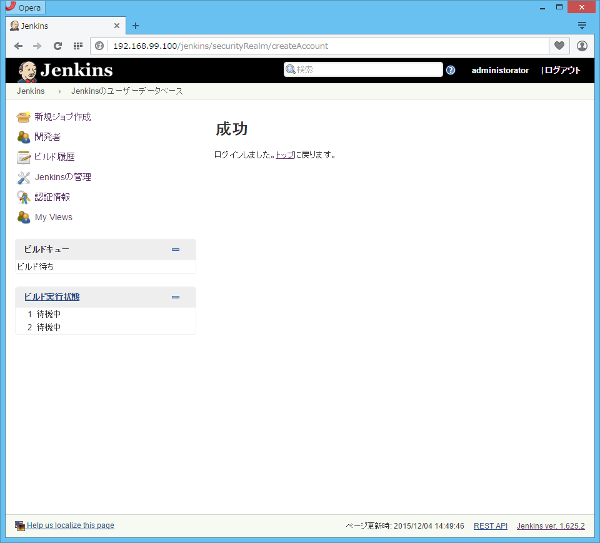 Opera
Jenkins
192.168.99.100/jenkins/securityRealm/createAccount
Jenkins
検索
administorator
|ログアウト
Jenkins
Jenkinsのユーザーデータベース
新規ジョブ作成
開発者
ビルド履歴
Jenkinsの管理
認証情報
My Views
ビルドキュー
ビルド待ち
ビルド実行状態
1 待機中
2 待機中
成功
ログインしました。トップに戻ります。
Help us localize this page
ページ更新時: 2015/12/04 14:49:46
REST API
Jenkins ver. 1.625.2